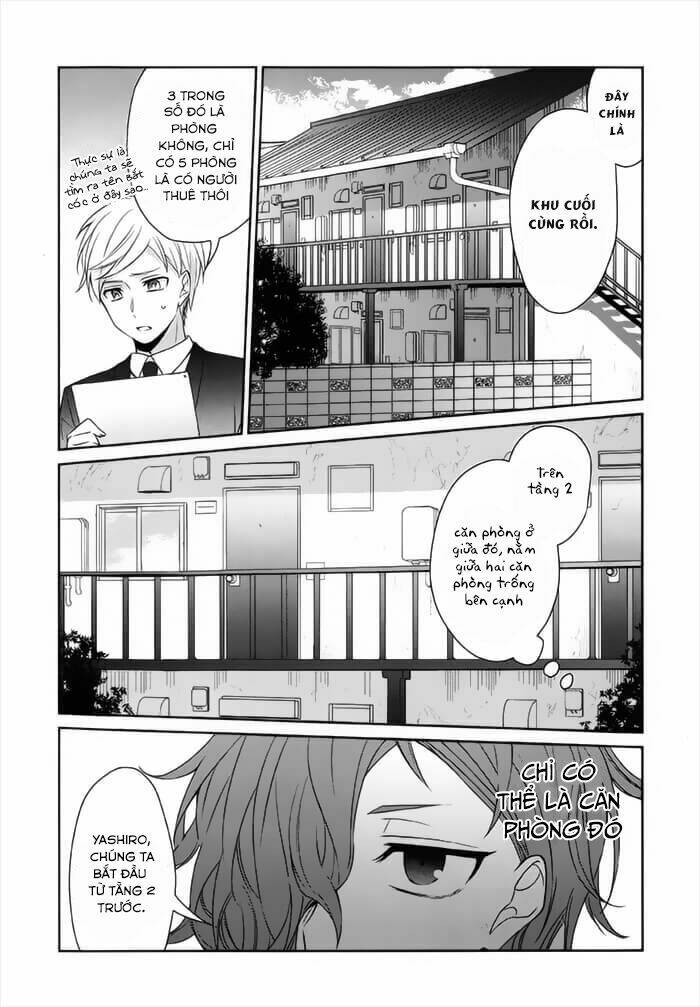 ĐÂY
CHÍNH
LÀ
KHU CUỐI
CÙNG RỒI.
3 TRONG
SỐ ĐÓ LÀ
PHÒNG
KHÔNG, CHỈ
CÓ 5 PHÒNG
LÀ CÓ NGƯỜI
THUÊ THÔI
Thực sự là
chúng ta sẽ
tìm ra tên bắt
cóc ở đây sao...
trên
tầng 2
căn phòng ở
giữa đó, nằm
giữa hai căn
phòng trống
bên cạnh
CHỈ CÓ
THỂ LÀ CĂN
PHÒNG ĐÓ
YASHIRO,
CHÚNG TA
BẮT ĐẦU
TỪ TẦNG 2
TRƯỚC.